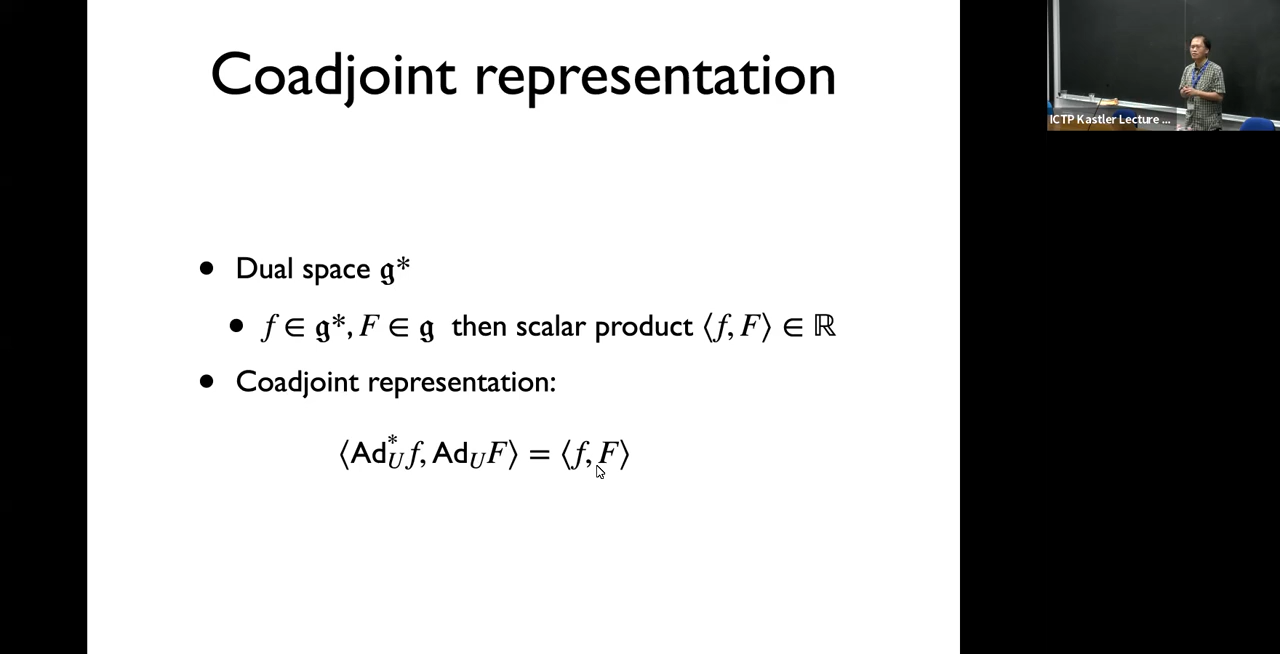 Coadjoint representation
ICTP Kastler Lecture ...
• Dual space 𝔤*
• f ∈ 𝔤*, F ∈ 𝔤 then scalar product ⟨f, F⟩ ∈ ℝ
• Coadjoint representation:
⟨Ad*_U f, Ad_U F⟩ = ⟨f, F⟩